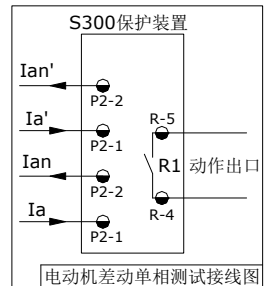 S300保护装置
Ian'
P2-2
Ia'
P2-1
R-5
Ian
P2-2
R1 动作出口
R-4
Ia
P2-1
电动机差动单相测试接线图